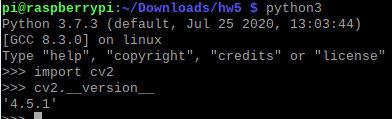 pi@raspberrypi:~/Downloads/hw5 $ python3
Python 3.7.3 (default, Jul 25 2020, 13:03:44)
[GCC 8.3.0] on linux
Type "help", "copyright", "credits" or "license"
>>> import cv2
>>> cv2.__version__
'4.5.1'
>>>